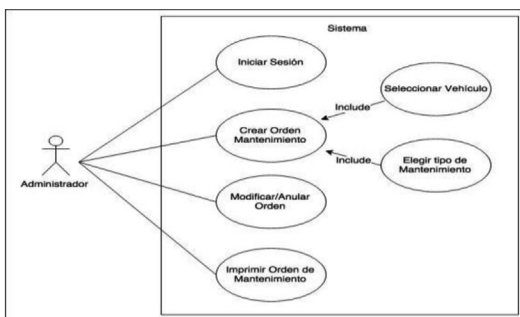 Sistema
Iniciar Sesión
Seleccionar Vehículo
Include
Crear Orden
Mantenimiento
Include
Elegir tipo de
Mantenimiento
Administrador
Modificar/Anular
Orden
Imprimir Orden de
Mantenimiento